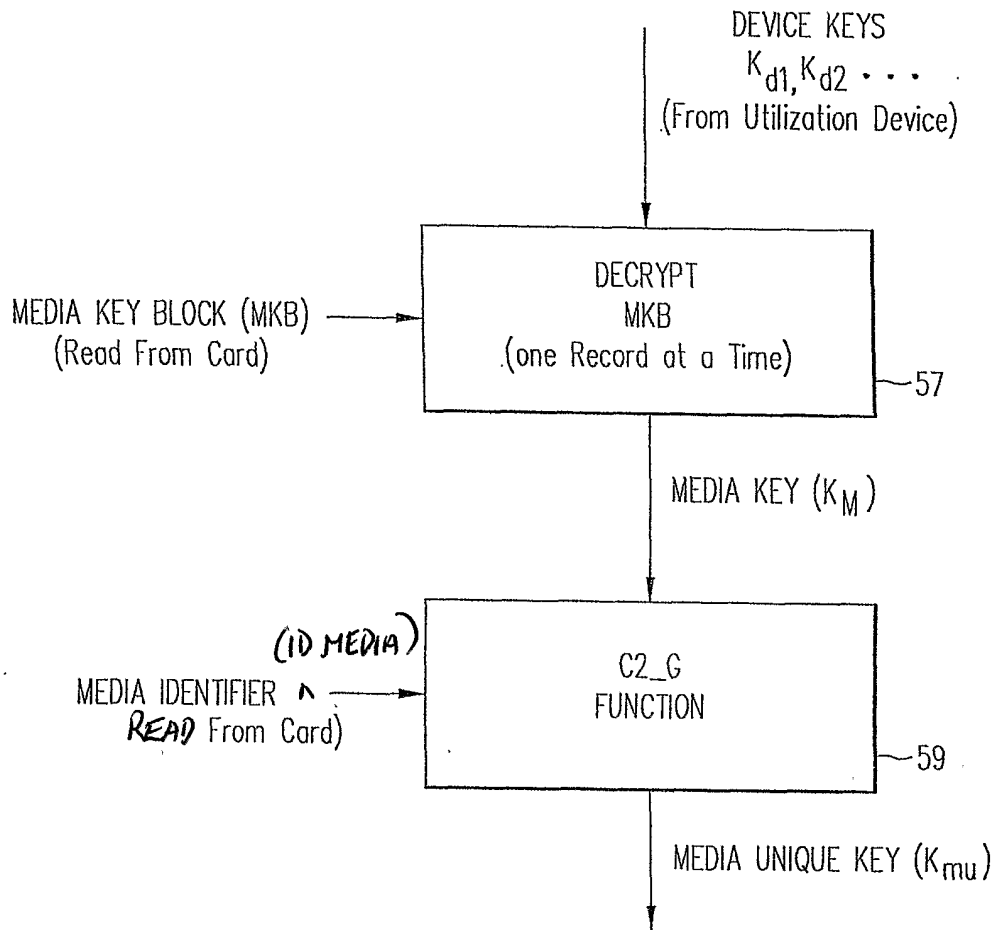 DEVICE KEYS
Kd1, Kd2 ...
(From Utilization Device)
DECRYPT
MKB
(one Record at a Time)
MEDIA KEY BLOCK (MKB)
(Read From Card)
57
MEDIA KEY (KM)
(ID MEDIA)
MEDIA IDENTIFIER ^
READ From Card)
C2_G
FUNCTION
59
MEDIA UNIQUE KEY (Kmu)